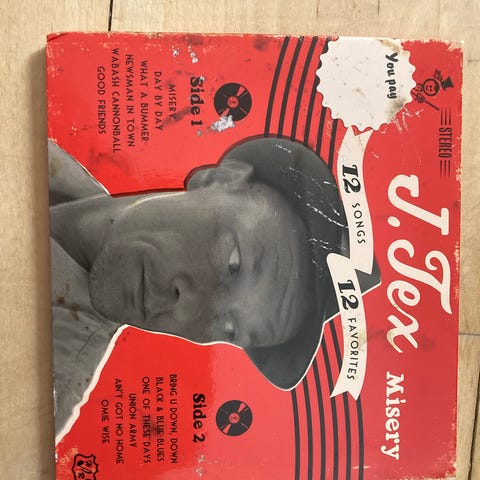 You pay
STEREO
J. Tex
Misery
12 SONGS
12 FAVORITES
Side 1
MISERY
DAY BY DAY
WHAT A BUMMER
NEWSMAN IN TOWN
WABASH CANNONBALL
GOOD FRIENDS
Side 2
BRING U DOWN, DOWN
BLACK & BLUE BLUES
ONE OF THESE DAYS
UNION ARMY
AIN'T GOT NO HOME
OMIE WISE